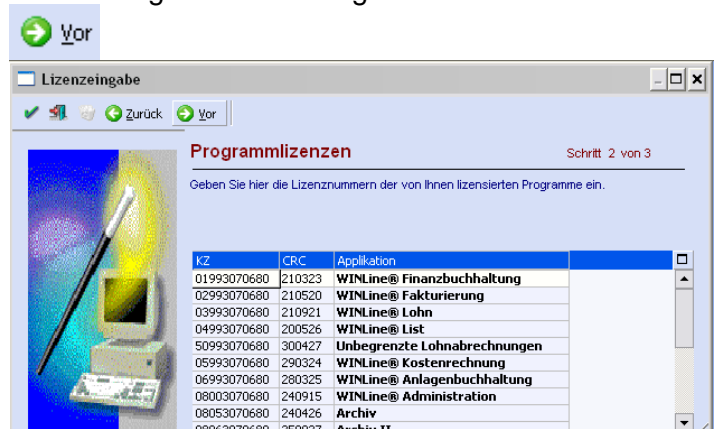 Vor
Lizenzeingabe
Zurück Vor
Programmlizenzen Schritt 2 von 3
Geben Sie hier die Lizenznummern der von Ihnen lizensierten Programme ein.
KZ CRC Applikation
01993070680 210323 WINLine® Finanzbuchhaltung
02993070680 210520 WINLine® Fakturierung
03993070680 210921 WINLine® Lohn
04993070680 200526 WINLine® List
50993070680 300427 Unbegrenzte Lohnabrechnungen
05993070680 290324 WINLine® Kostenrechnung
06993070680 280325 WINLine® Anlagenbuchhaltung
08003070680 240915 WINLine® Administration
08053070680 240426 Archiv
Archiv II